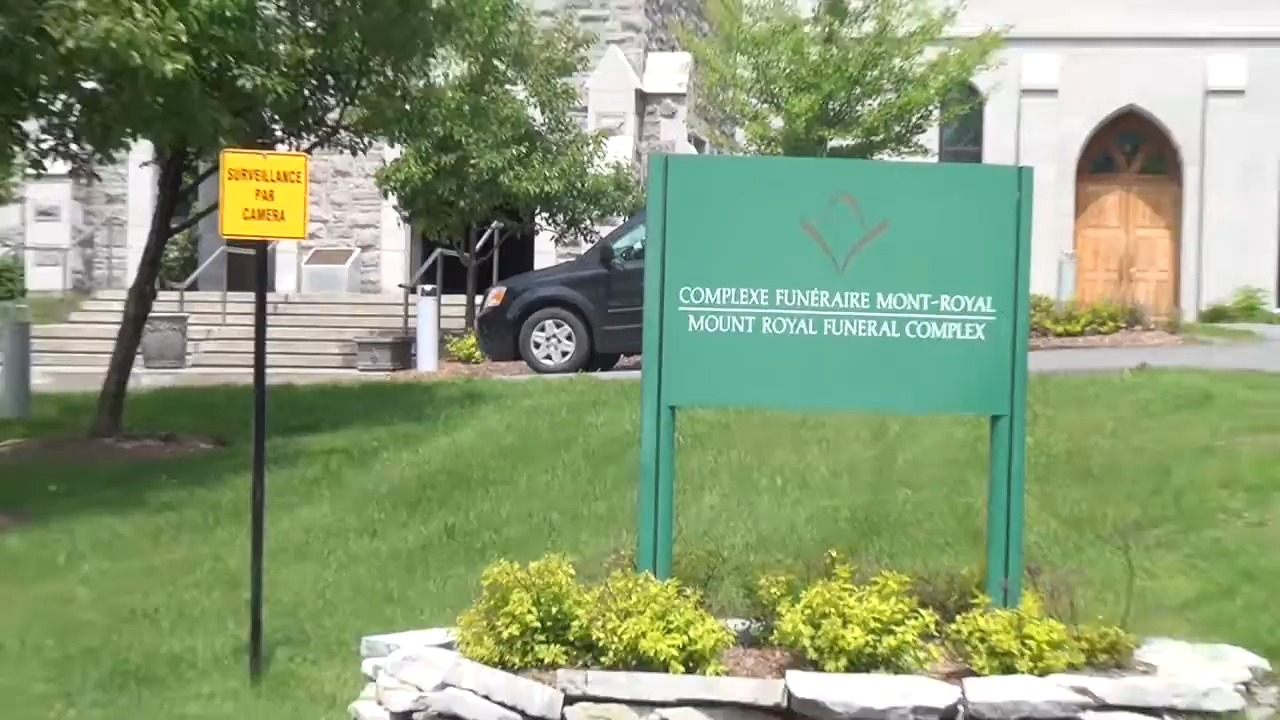 SURVEILLANCE
PAR
CAMERA
COMPLEXE FUNÉRAIRE MONT-ROYAL
MOUNT ROYAL FUNERAL COMPLEX